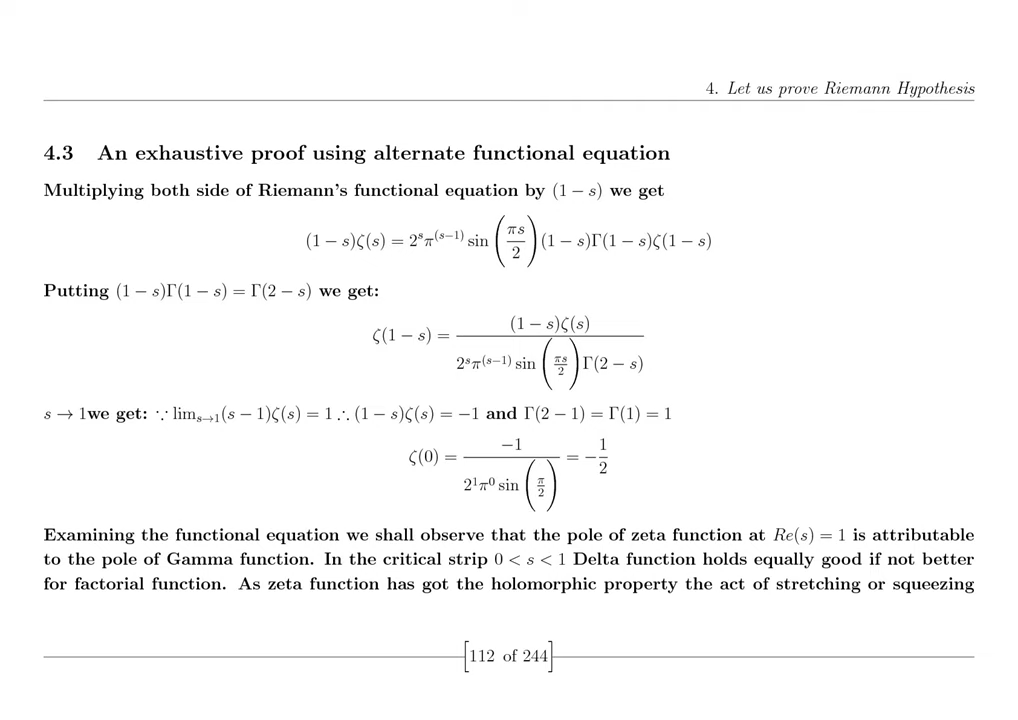 4. Let us prove Riemann Hypothesis
4.3 An exhaustive proof using alternate functional equation
Multiplying both side of Riemann's functional equation by (1 − s) we get
(1 − s)ζ(s) = 2^s π^(s−1) sin(πs/2)(1 − s)Γ(1 − s)ζ(1 − s)
Putting (1 − s)Γ(1 − s) = Γ(2 − s) we get:
ζ(1 − s) = (1 − s)ζ(s) / 2^s π^(s−1) sin(πs/2)Γ(2 − s)
s → 1we get: ∵ lim_{s→1}(s − 1)ζ(s) = 1 ∴ (1 − s)ζ(s) = −1 and Γ(2 − 1) = Γ(1) = 1
ζ(0) = −1 / 2^1 π^0 sin(π/2) = −1/2
Examining the functional equation we shall observe that the pole of zeta function at Re(s) = 1 is attributable
to the pole of Gamma function. In the critical strip 0 < s < 1 Delta function holds equally good if not better
for factorial function. As zeta function has got the holomorphic property the act of stretching or squeezing
[112 of 244]